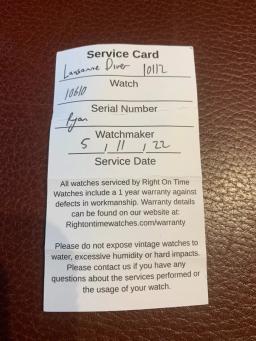 Service Card
Lausanne Diver 10112
Watch
10610
Serial Number
Ryan
Watchmaker
5 / 11 / 22
Service Date
All watches serviced by Right On Time
Watches include a 1 year warranty against
defects in workmanship. Warranty details
can be found on our website at:
Rightontimewatches.com/warranty
Please do not expose vintage watches to
water, excessive humidity or hard impacts.
Please contact us if you have any
questions about the services performed or
the usage of your watch.